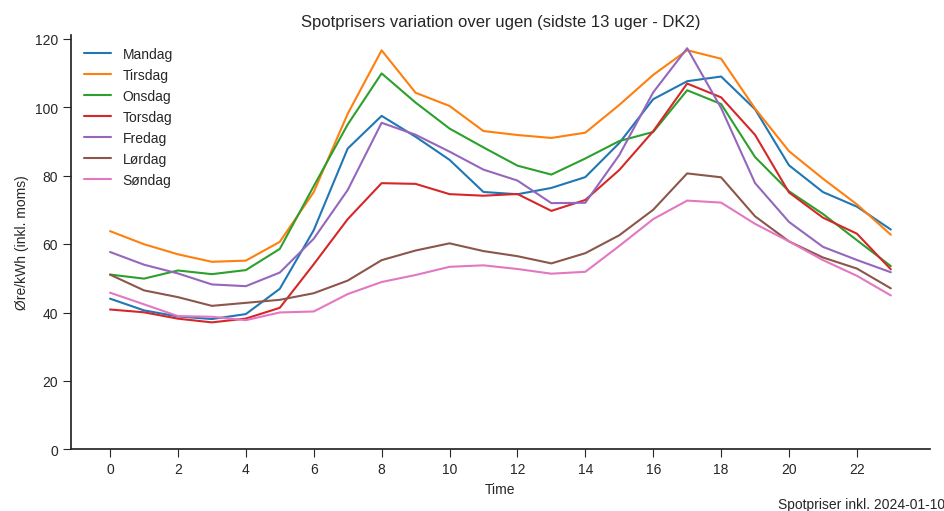 Spotprisers variation over ugen (sidste 13 uger - DK2)
120
100
80
60
40
20
0
Øre/kWh (inkl. moms)
Mandag
Tirsdag
Onsdag
Torsdag
Fredag
Lørdag
Søndag
0 2 4 6 8 10 12 14 16 18 20 22
Time
Spotpriser inkl. 2024-01-10